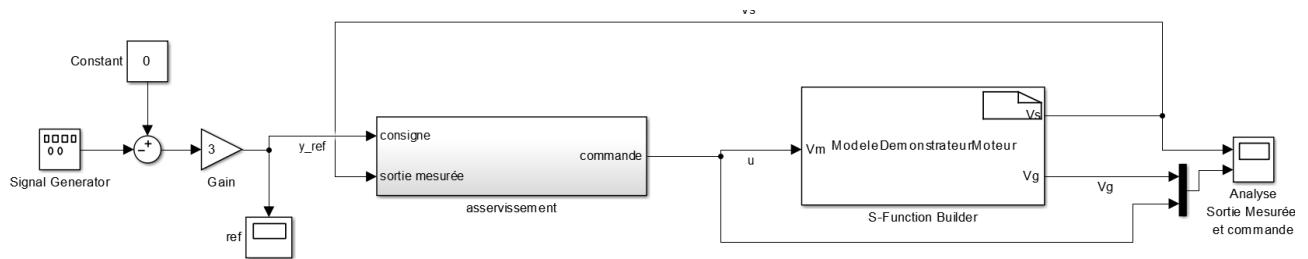 Vs
Constant
0
Signal Generator
- +
3
Gain
ref
y_ref
consigne
sortie mesurée
commande
asservissement
u
Vm
ModeleDemonstrateurMoteur
Vs
Vg
S-Function Builder
Vg
Analyse
Sortie Mesurée
et commande